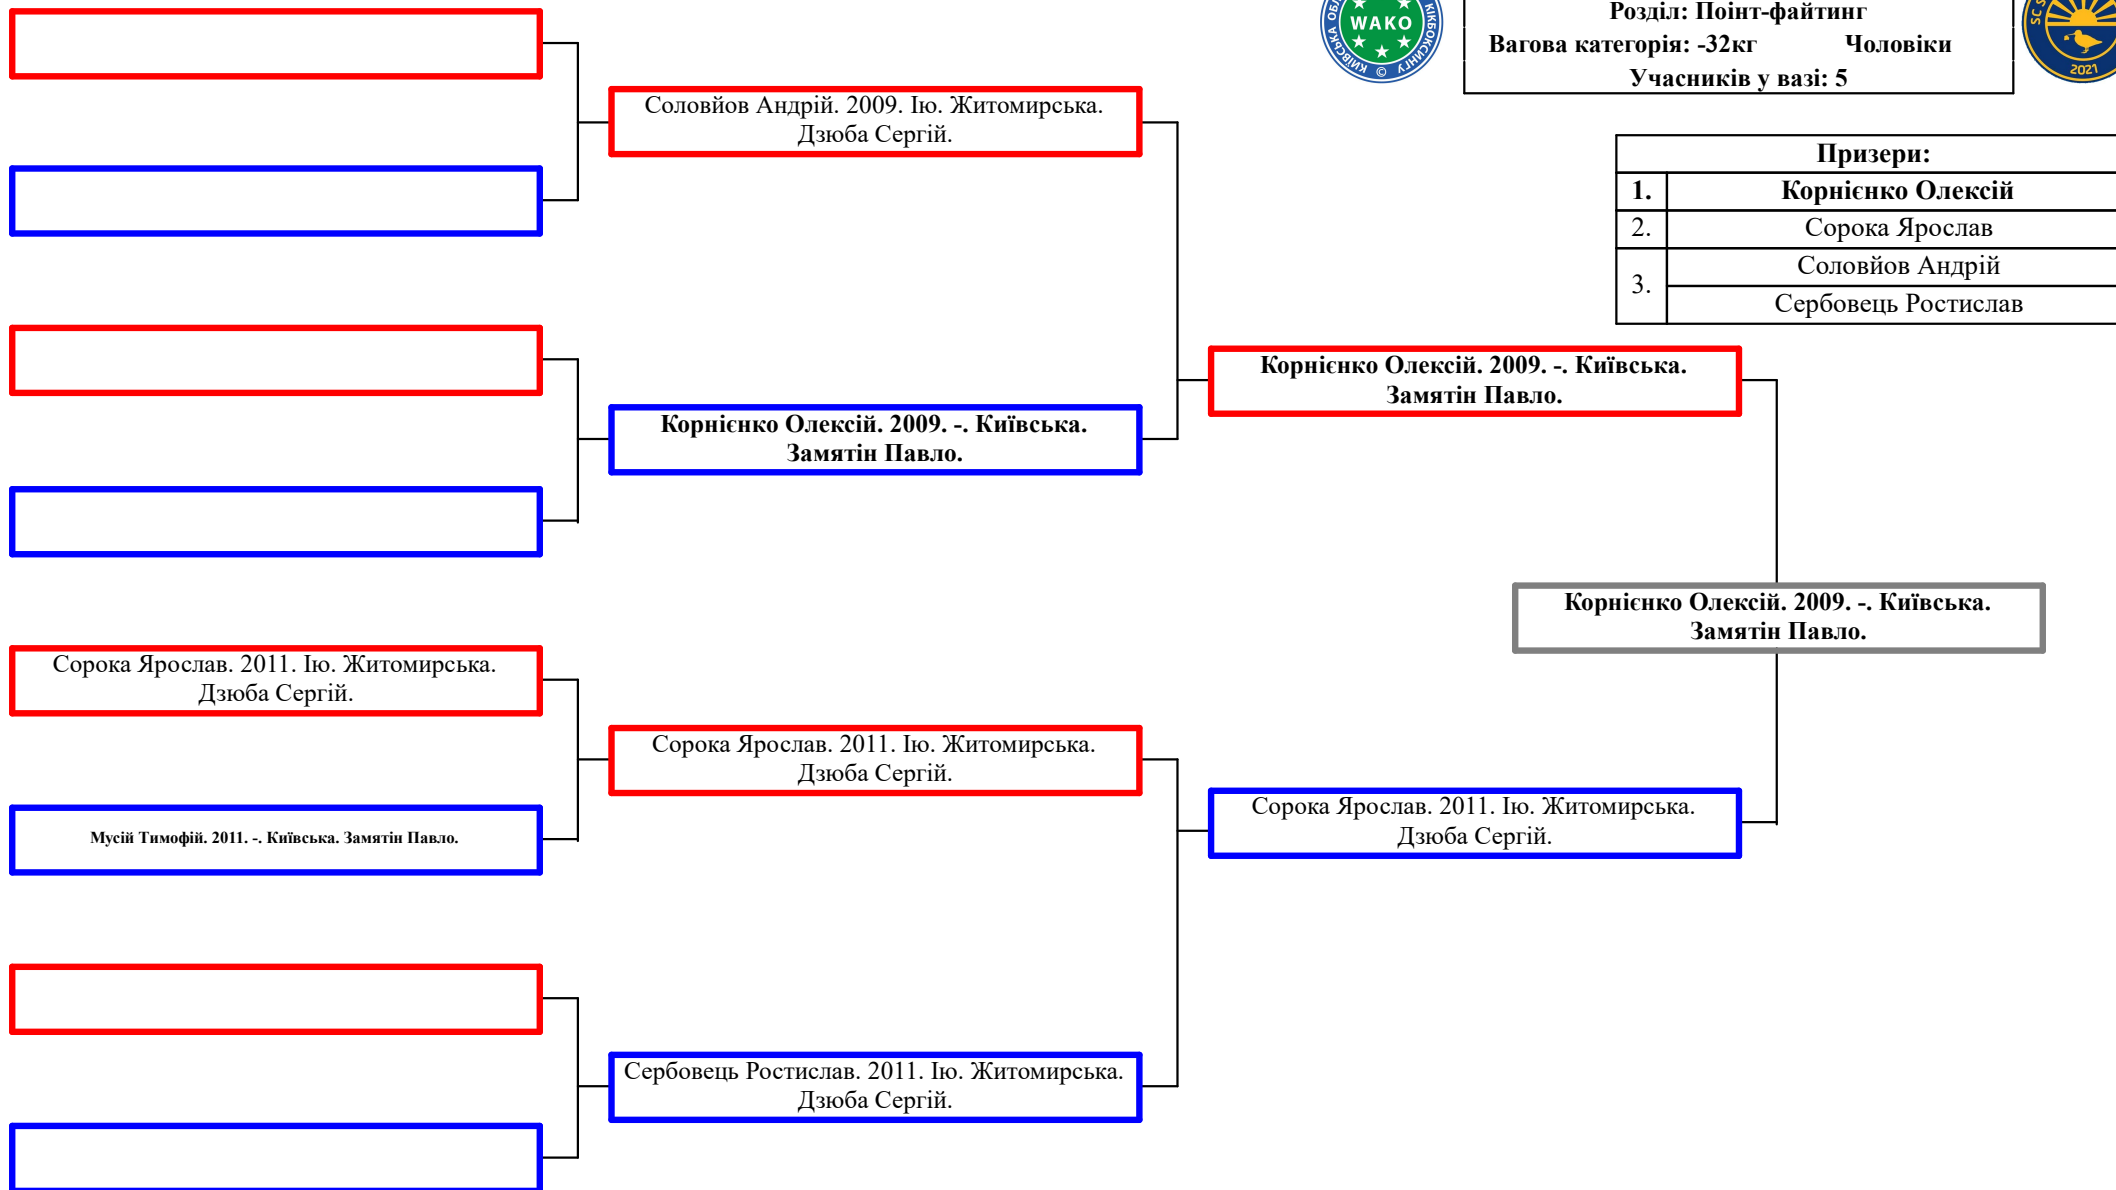 Розділ: Поінт-файтинг
Вагова категорія: -32кг Чоловіки
Учасників у вазі: 5
WAKO
КИЇВСЬКА
КІКБОКСИНГУ
©
SC
2021
Призери:
1. Корнієнко Олексій
2. Сорока Ярослав
3. Соловйов Андрій
Сербовець Ростислав
Соловйов Андрій. 2009. Ію. Житомирська.
Дзюба Сергій.
Корнієнко Олексій. 2009. -. Київська.
Замятін Павло.
Корнієнко Олексій. 2009. -. Київська.
Замятін Павло.
Корнієнко Олексій. 2009. -. Київська.
Замятін Павло.
Сорока Ярослав. 2011. Ію. Житомирська.
Дзюба Сергій.
Мусій Тимофій. 2011. -. Київська. Замятін Павло.
Сорока Ярослав. 2011. Ію. Житомирська.
Дзюба Сергій.
Сорока Ярослав. 2011. Ію. Житомирська.
Дзюба Сергій.
Сербовець Ростислав. 2011. Ію. Житомирська.
Дзюба Сергій.